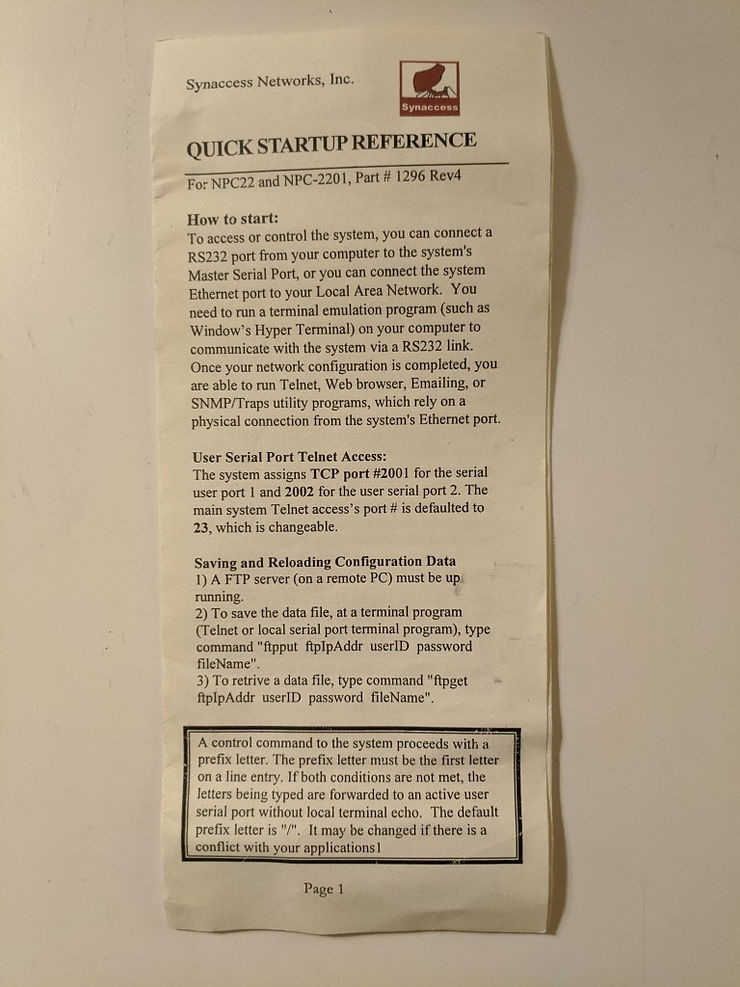 Synaccess Networks, Inc.
Synaccess
QUICK STARTUP REFERENCE
For NPC22 and NPC-2201, Part # 1296 Rev4
How to start:
To access or control the system, you can connect a
RS232 port from your computer to the system's
Master Serial Port, or you can connect the system
Ethernet port to your Local Area Network. You
need to run a terminal emulation program (such as
Window's Hyper Terminal) on your computer to
communicate with the system via a RS232 link.
Once your network configuration is completed, you
are able to run Telnet, Web browser, Emailing, or
SNMP/Traps utility programs, which rely on a
physical connection from the system's Ethernet port.
User Serial Port Telnet Access:
The system assigns TCP port #2001 for the serial
user port 1 and 2002 for the user serial port 2. The
main system Telnet access's port # is defaulted to
23, which is changeable.
Saving and Reloading Configuration Data
1) A FTP server (on a remote PC) must be up
running.
2) To save the data file, at a terminal program
(Telnet or local serial port terminal program), type
command "ftpput ftpIpAddr userID password
fileName".
3) To retrive a data file, type command "ftpget
ftpIpAddr userID password fileName".
A control command to the system proceeds with a
prefix letter. The prefix letter must be the first letter
on a line entry. If both conditions are not met, the
letters being typed are forwarded to an active user
serial port without local terminal echo. The default
prefix letter is "/". It may be changed if there is a
conflict with your applications1
Page 1